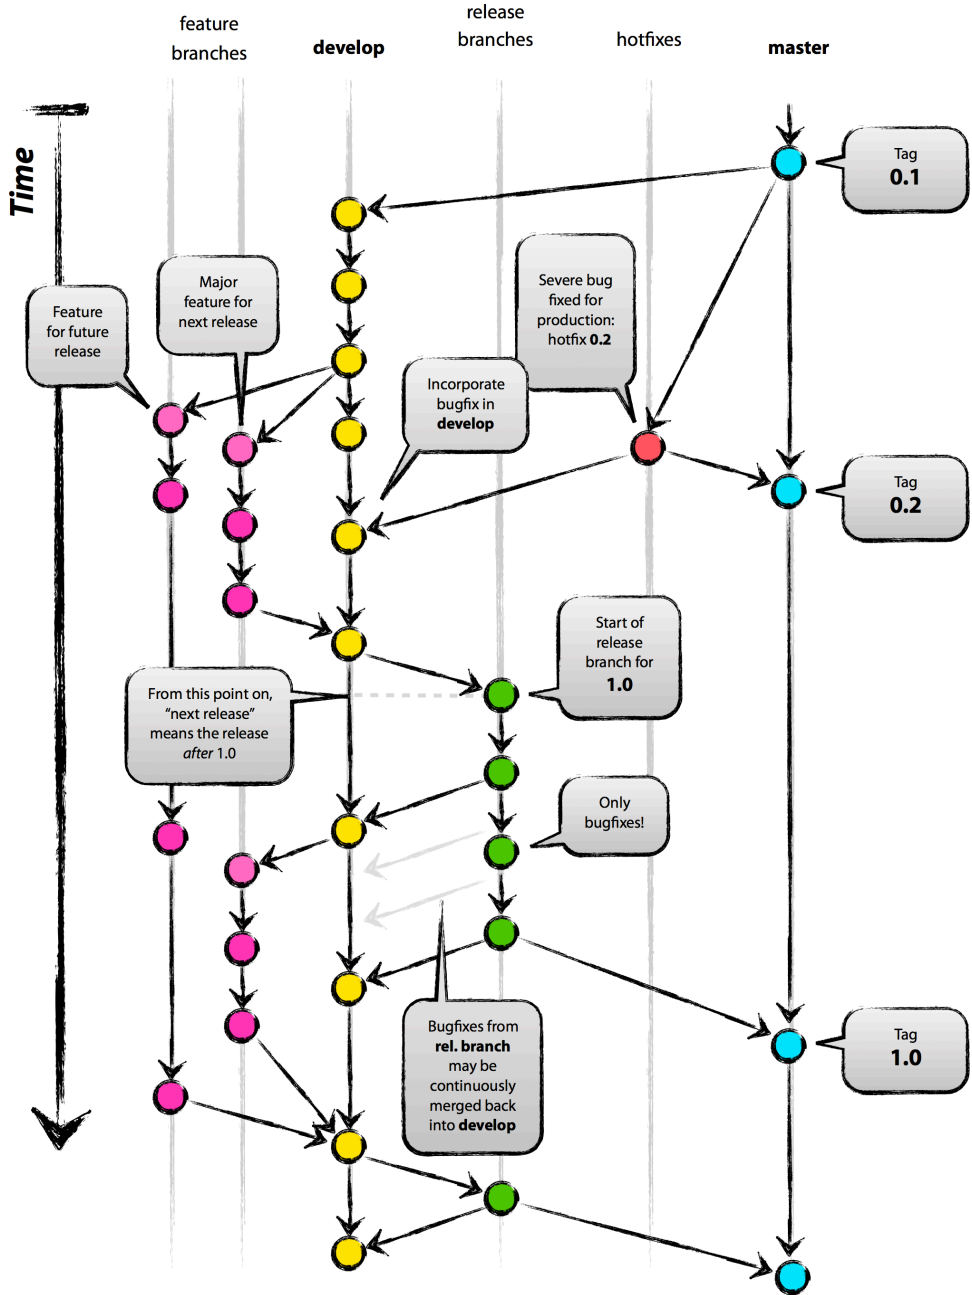 feature
branches
develop
release
branches
hotfixes
master
Time
Tag
0.1
Major
feature for
next release
Feature
for future
release
Severe bug
fixed for
production:
hotfix 0.2
Incorporate
bugfix in
develop
Tag
0.2
Start of
release
branch for
1.0
From this point on,
“next release”
means the release
after 1.0
Only
bugfixes!
Bugfixes from
rel. branch
may be
continuously
merged back
into develop
Tag
1.0